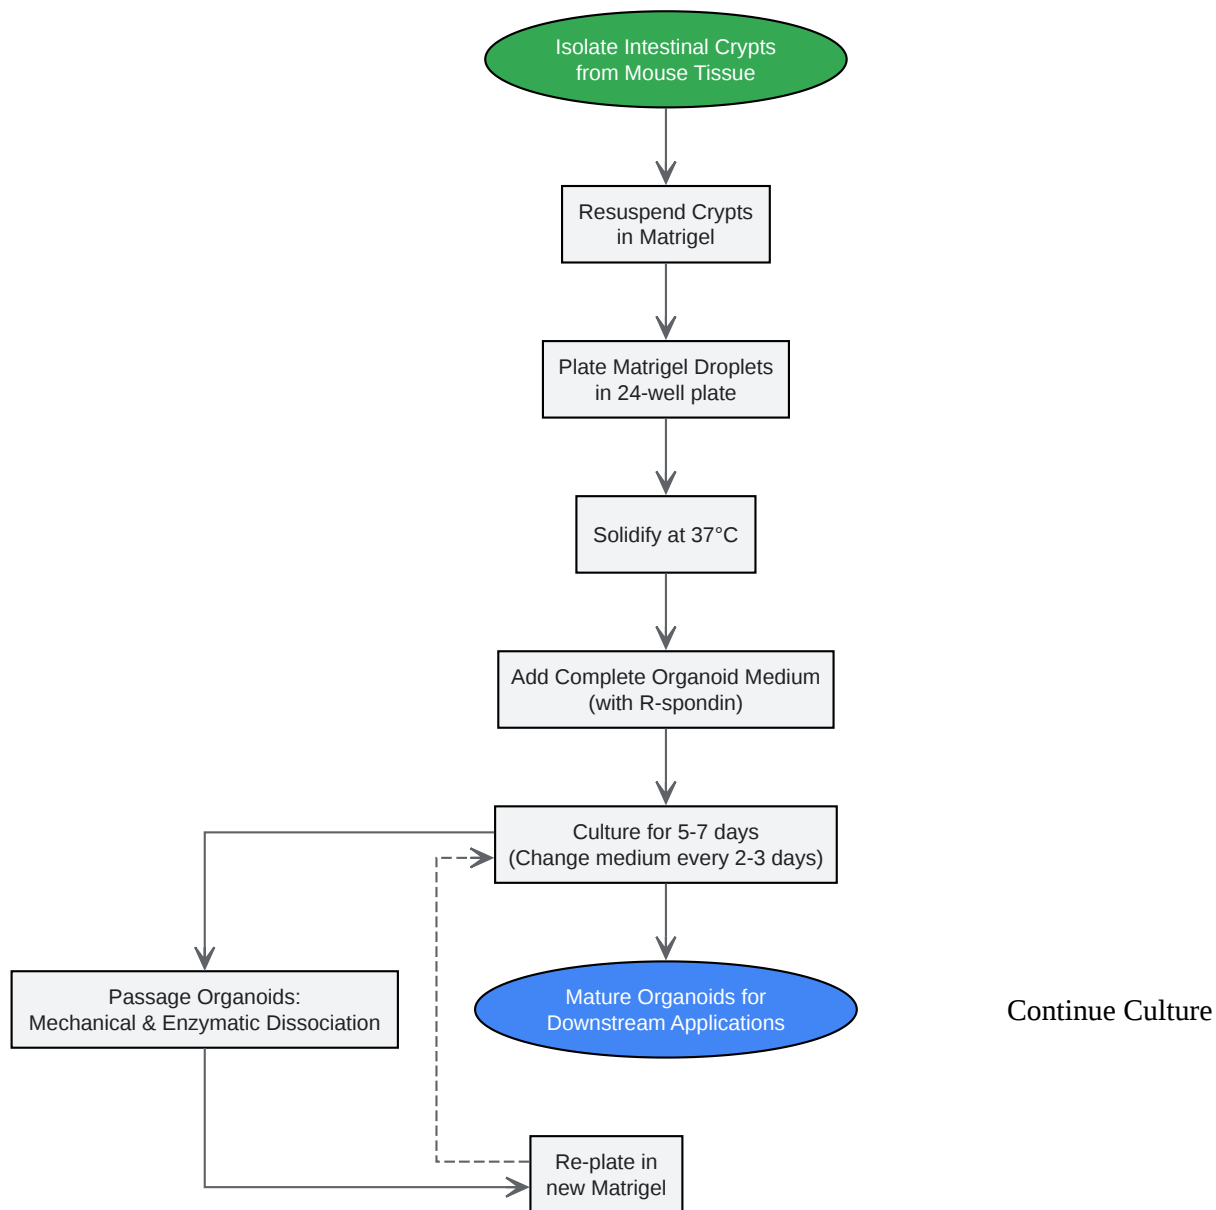 Isolate Intestinal Crypts
from Mouse Tissue
Resuspend Crypts
in Matrigel
Plate Matrigel Droplets
in 24-well plate
Solidify at 37°C
Add Complete Organoid Medium
(with R-spondin)
Culture for 5-7 days
(Change medium every 2-3 days)
Passage Organoids:
Mechanical & Enzymatic Dissociation
Mature Organoids for
Downstream Applications
Continue Culture
Re-plate in
new Matrigel